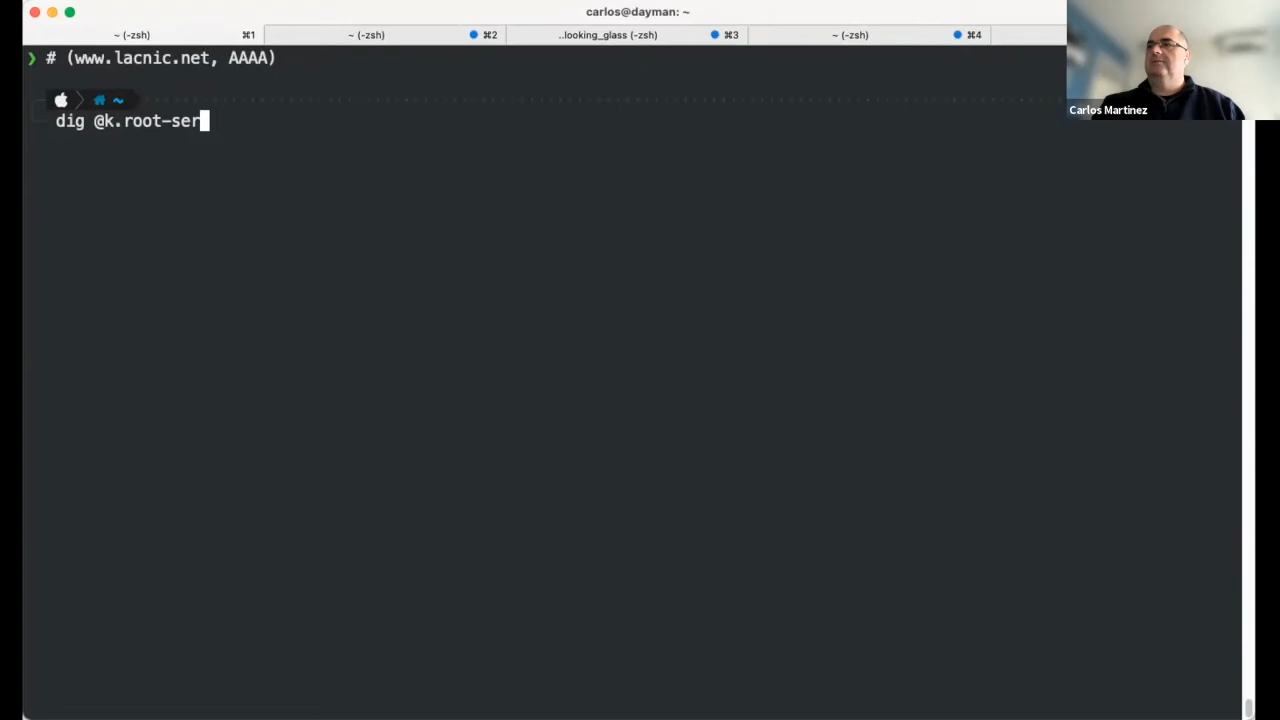 carlos@dayman: ~
~ (-zsh) ⌘1 ~ (-zsh) ⌘2 ..looking_glass (-zsh) ⌘3 ~ (-zsh) ⌘4
❯ # (www.lacnic.net, AAAA)
~
dig @k.root-ser
Carlos Martinez